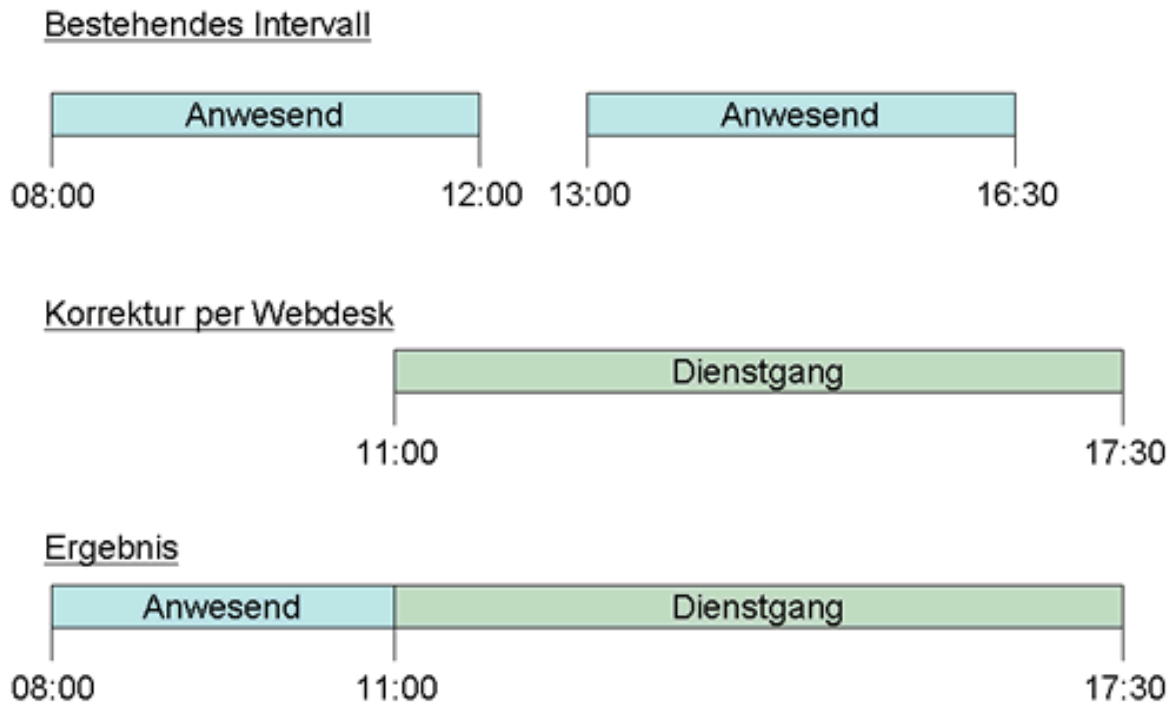 Bestehendes Intervall
Anwesend Anwesend
08:00 12:00 13:00 16:30
Korrektur per Webdesk
Dienstgang
11:00 17:30
Ergebnis
Anwesend Dienstgang
08:00 11:00 17:30